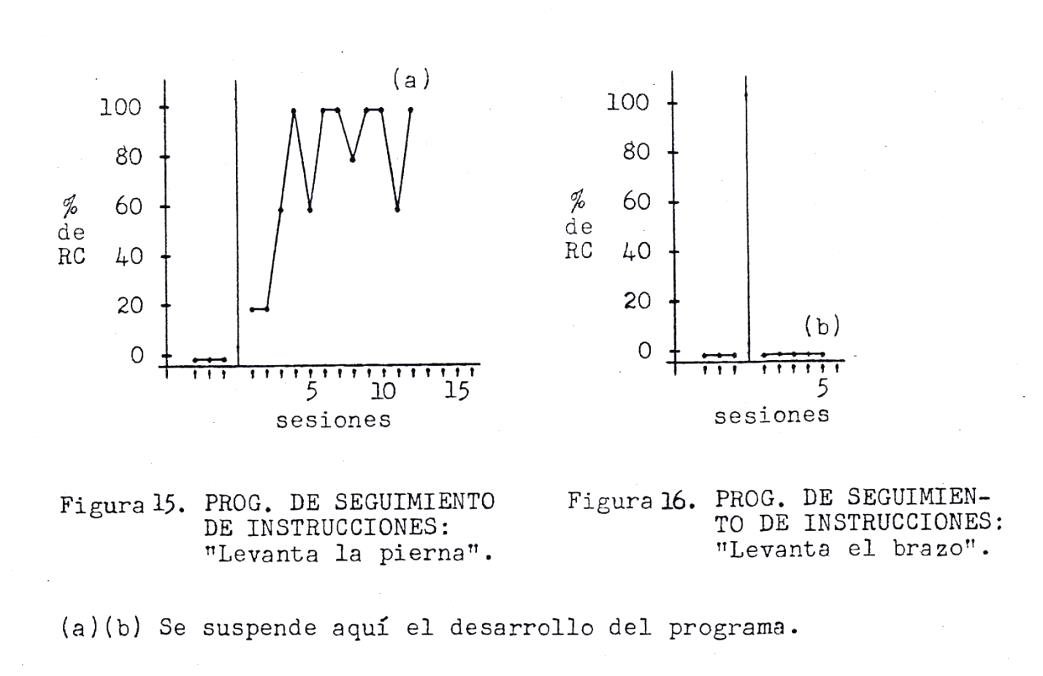 (a)
100
80
% 60
de
RC 40
20
0
5 10 15
sesiones
100
80
% 60
de
RC 40
20
(b)
0
5
sesiones
Figura 15. PROG. DE SEGUIMIENTO
DE INSTRUCCIONES:
"Levanta la pierna".
Figura 16. PROG. DE SEGUIMIEN-
TO DE INSTRUCCIONES:
"Levanta el brazo".
(a)(b) Se suspende aquí el desarrollo del programa.